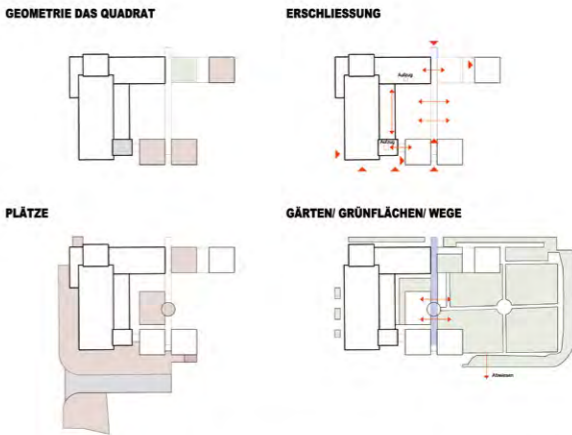 GEOMETRIE DAS QUADRAT
ERSCHLIESSUNG
Aufzug
Aufzug
PLÄTZE
GÄRTEN/ GRÜNFLÄCHEN/ WEGE